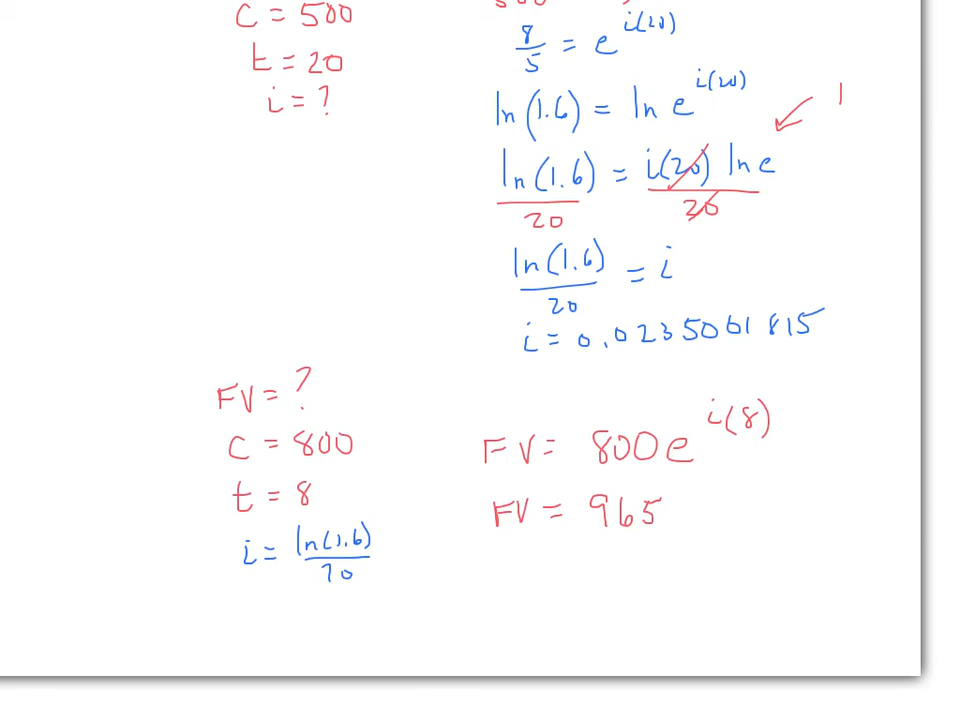 C = 500
t = 20
i = ?
8/5 = e^i(20)
ln(1.6) = ln e^i(20)
1
ln(1.6)/20 = i(20) ln e/20
ln(1.6)/20 = i
i = 0.0235001815
FV = ?
C = 800
t = 8
i = ln(1.6)/20
FV = 800e^i(8)
FV = 965